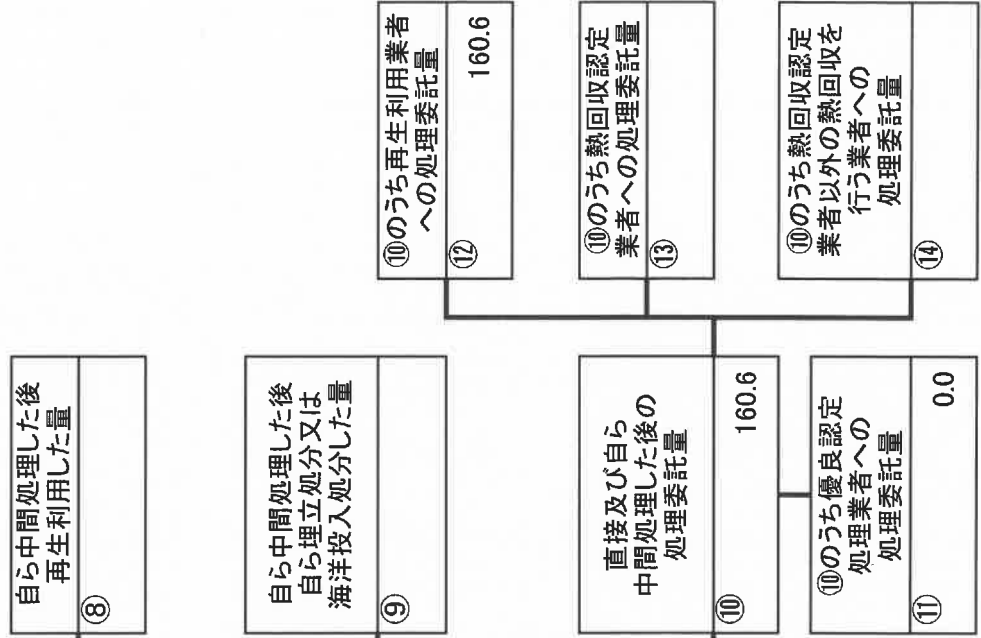 自ら中間処理した後
再生利用した量
⑧
自ら中間処理した後
自ら埋立処分又は
海洋投入処分した量
⑨
直接及び自ら
中間処理した後の
処理委託量
⑩
160.6
⑩のうち優良認定
処理業者への
処理委託量
⑪
0.0
⑩のうち再生利用業者
への処理委託量
⑫
160.6
⑩のうち熱回収認定
業者への処理委託量
⑬
⑩のうち熱回収認定
業者以外の熱回収を
行う業者への
処理委託量
⑭